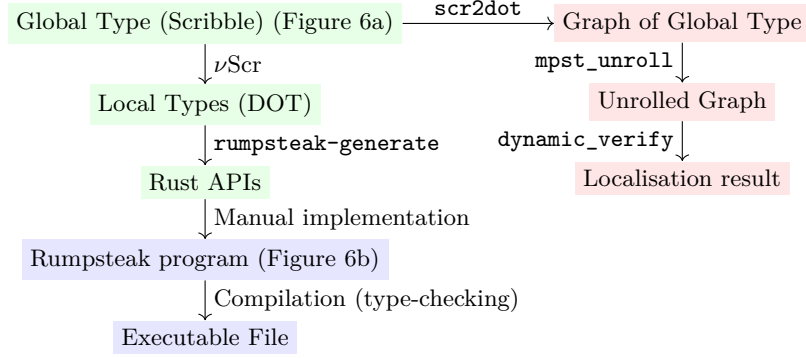 Global Type (Scribble) (Figure 6a)
scr2dot
Graph of Global Type
νScr
mpst_unroll
Local Types (DOT)
Unrolled Graph
rumpsteak-generate
dynamic_verify
Rust APIs
Localisation result
Manual implementation
Rumpsteak program (Figure 6b)
Compilation (type-checking)
Executable File